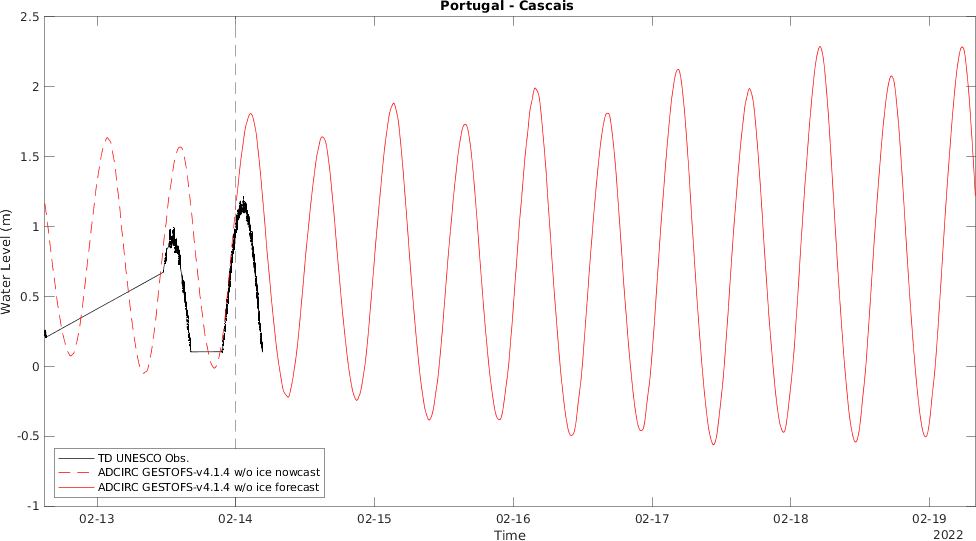 Portugal - Cascais
2.5
2
1.5
1
0.5
0
-0.5
-1
Water Level (m)
TD UNESCO Obs.
ADCIRC GESTOFS-v4.1.4 w/o ice nowcast
ADCIRC GESTOFS-v4.1.4 w/o ice forecast
02-13 02-14 02-15 02-16 02-17 02-18 02-19
Time 2022